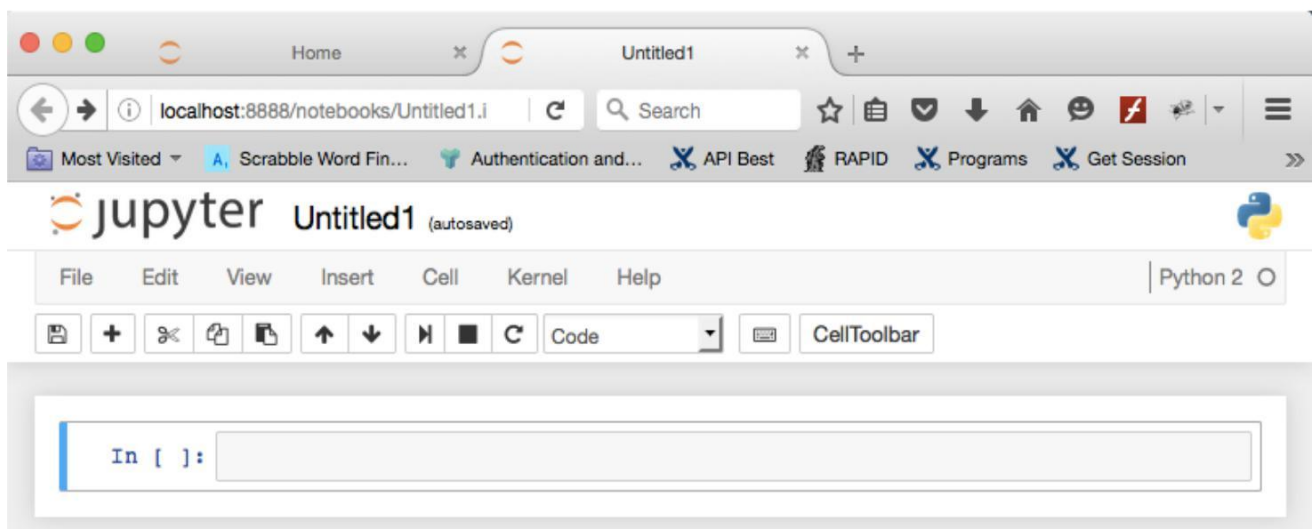 Home Untitled1
localhost:8888/notebooks/Untitled1.i Search
Most Visited A, Scrabble Word Fin... Authentication and... API Best RAPID Programs Get Session
jupyter Untitled1 (autosaved)
File Edit View Insert Cell Kernel Help Python 2
Code CellToolbar
In [ ]: